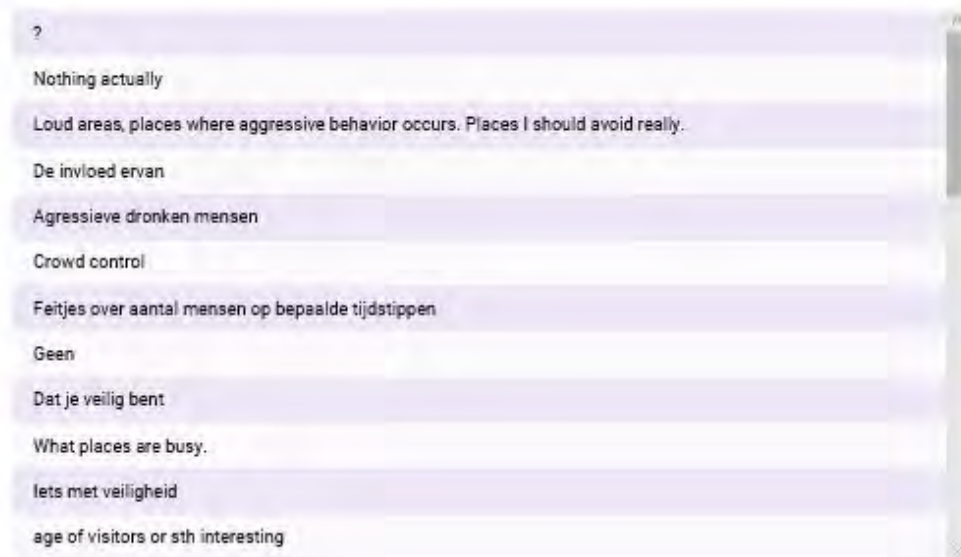 ?
Nothing actually
Loud areas, places where aggressive behavior occurs. Places I should avoid really.
De invloed ervan
Agressieve dronken mensen
Crowd control
Feitjes over aantal mensen op bepaalde tijdstippen
Geen
Dat je veilig bent
What places are busy.
Iets met veiligheid
age of visitors or sth interesting